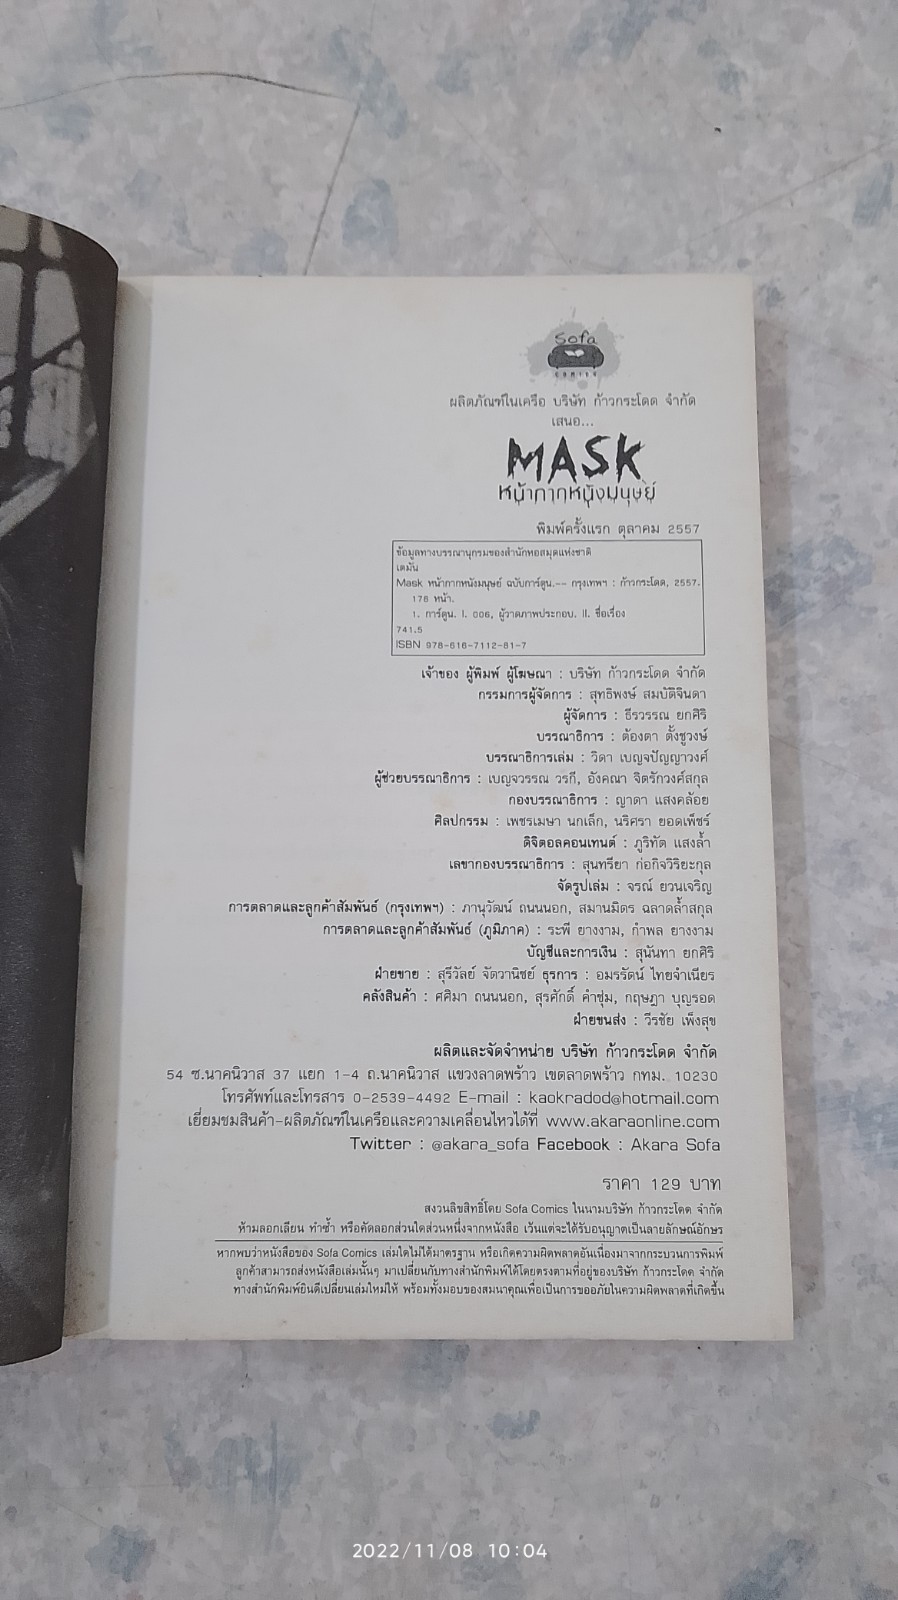 Sofa
COMICS
ผลิตภัณฑ์ในเครือ บริษัท ก้าวกระโดด จำกัด
เสนอ...
MASK
หน้ากากหนังมนุษย์
พิมพ์ครั้งแรก ตุลาคม 2557
ข้อมูลทางบรรณานุกรมของสำนักหอสมุดแห่งชาติ
เตมัน
Mask หน้ากากหนังมนุษย์ ฉบับการ์ตูน.-- กรุงเทพฯ : ก้าวกระโดด, 2557.
178 หน้า.
1. การ์ตูน. I. 006, ผู้วาดภาพประกอบ. II. ชื่อเรื่อง
741.5
ISBN 978-616-7112-81-7
เจ้าของ ผู้พิมพ์ ผู้โฆษณา : บริษัท ก้าวกระโดด จำกัด
กรรมการผู้จัดการ : สุทธิพงษ์ สมบัติจินดา
ผู้จัดการ : ธีรวรรณ ยกศิริ
บรรณาธิการ : ต้องตา ตั้งชูวงษ์
บรรณาธิการเล่ม : วิตา เบญจปัญญาวงศ์
ผู้ช่วยบรรณาธิการ : เบญจวรรณ วรกี, อังคณา จิตรักวงศ์สกุล
กองบรรณาธิการ : ญาดา แสงคล้อย
ศิลปกรรม : เพชรเมษา นกเล็ก, นริศรา ยอดเพ็ชร์
ดิจิตอลคอนเทนต์ : ภูริทัต แสงล้ำ
เลขากองบรรณาธิการ : สุนทรียา ก่อกิจวิริยะกุล
จัดรูปเล่ม : จรณ์ ยวนเจริญ
การตลาดและลูกค้าสัมพันธ์ (กรุงเทพฯ) : ภานุวัฒน์ ถนนนอก, สมานมิตร ฉลาดล้ำสกุล
การตลาดและลูกค้าสัมพันธ์ (ภูมิภาค) : ระพี ยางงาม, กำพล ยางงาม
บัญชีและการเงิน : สุนันทา ยกศิริ
ฝ่ายขาย : สุรีวัลย์ จัตวานิชย์ ธุรการ : อมรรัตน์ ไทยจำเนียร
คลังสินค้า : ศศิมา ถนนนอก, สุรศักดิ์ คำชุ่ม, กฤษฎา บุญรอด
ฝ่ายขนส่ง : วีรชัย เพ็งสุข
ผลิตและจัดจำหน่าย บริษัท ก้าวกระโดด จำกัด
54 ซ.นาคนิวาส 37 แยก 1-4 ถ.นาคนิวาส แขวงลาดพร้าว เขตลาดพร้าว กทม. 10230
โทรศัพท์และโทรสาร 0-2539-4492 E-mail : kaokradod@hotmail.com
เยี่ยมชมสินค้า-ผลิตภัณฑ์ในเครือและความเคลื่อนไหวได้ที่ www.akaraonline.com
Twitter : @akara_sofa Facebook : Akara Sofa
ราคา 129 บาท
สงวนลิขสิทธิ์โดย Sofa Comics ในนามบริษัท ก้าวกระโดด จำกัด
ห้ามลอกเลียน ทำซ้ำ หรือคัดลอกส่วนใดส่วนหนึ่งจากหนังสือ เว้นแต่จะได้รับอนุญาตเป็นลายลักษณ์อักษร
หากพบว่าหนังสือของ Sofa Comics เล่มใดไม่ได้มาตรฐาน หรือเกิดความผิดพลาดอันเนื่องมาจากกระบวนการพิมพ์
ลูกค้าสามารถส่งหนังสือเล่มนั้นๆ มาเปลี่ยนกับทางสำนักพิมพ์ได้โดยตรงตามที่อยู่ของบริษัท ก้าวกระโดด จำกัด
ทางสำนักพิมพ์ยินดีเปลี่ยนเล่มใหม่ให้ พร้อมทั้งมอบของสมนาคุณเพื่อเป็นการขออภัยในความผิดพลาดที่เกิดขึ้น
2022/11/08 10:04